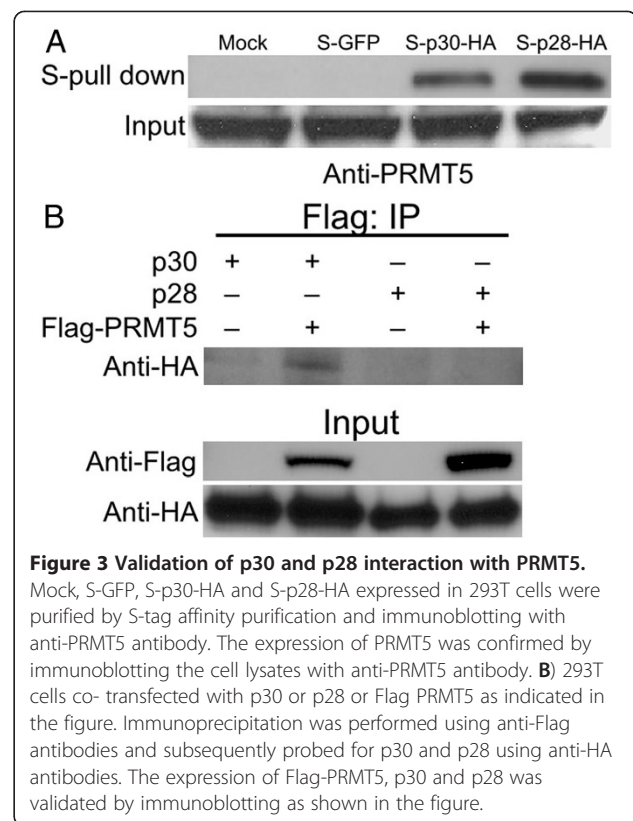 A
Mock S-GFP S-p30-HA S-p28-HA
S-pull down
Input
Anti-PRMT5
B
Flag: IP
p30 + + – –
p28 – – + +
Flag-PRMT5 – + – +
Anti-HA
Input
Anti-Flag
Anti-HA
Figure 3 Validation of p30 and p28 interaction with PRMT5.
Mock, S-GFP, S-p30-HA and S-p28-HA expressed in 293T cells were
purified by S-tag affinity purification and immunoblotting with
anti-PRMT5 antibody. The expression of PRMT5 was confirmed by
immunoblotting the cell lysates with anti-PRMT5 antibody. B) 293T
cells co- transfected with p30 or p28 or Flag PRMT5 as indicated in
the figure. Immunoprecipitation was performed using anti-Flag
antibodies and subsequently probed for p30 and p28 using anti-HA
antibodies. The expression of Flag-PRMT5, p30 and p28 was
validated by immunoblotting as shown in the figure.